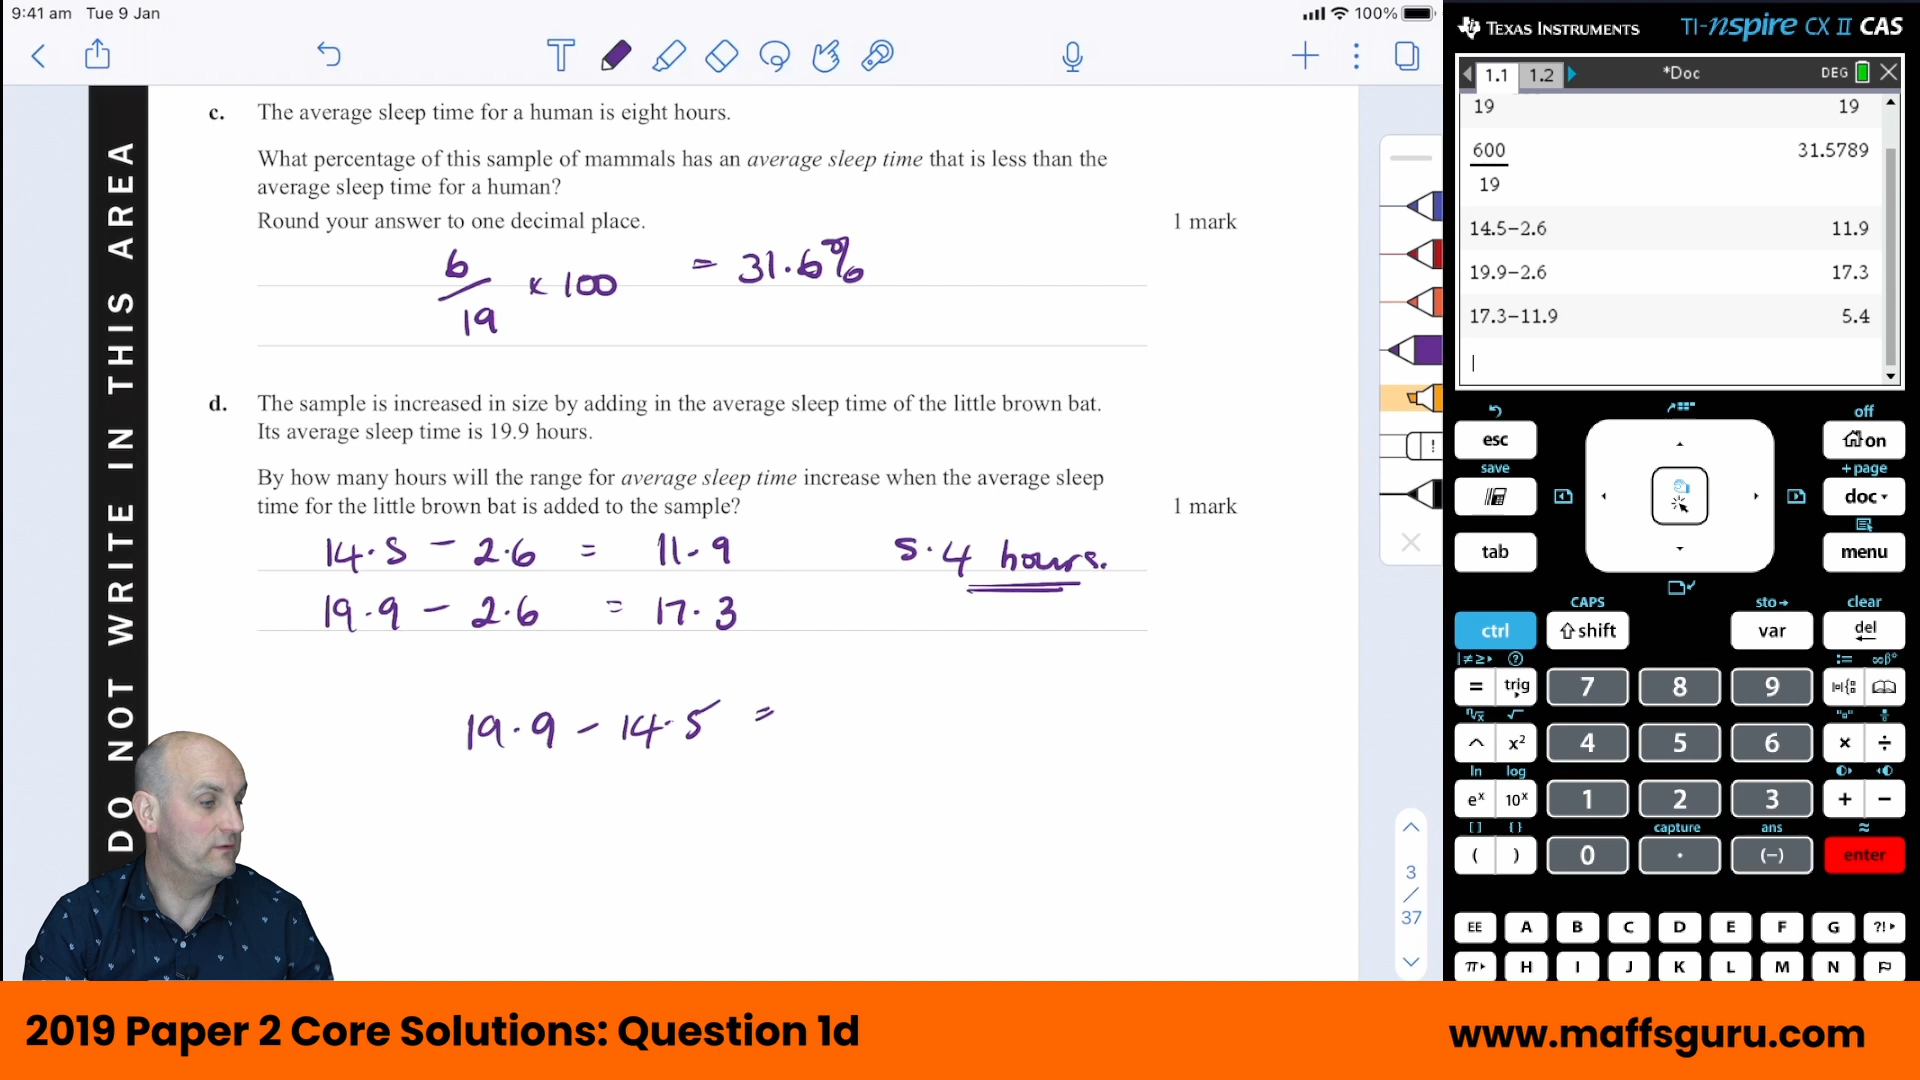 9:41 am Tue 9 Jan
100%
DO NOT WRITE IN THIS AREA
c. The average sleep time for a human is eight hours.
What percentage of this sample of mammals has an average sleep time that is less than the
average sleep time for a human?
Round your answer to one decimal place. 1 mark
6
19 × 100 = 31.6%
d. The sample is increased in size by adding in the average sleep time of the little brown bat.
Its average sleep time is 19.9 hours.
By how many hours will the range for average sleep time increase when the average sleep
time for the little brown bat is added to the sample? 1 mark
14.5 - 2.6 = 11.9 5.4 hours.
19.9 - 2.6 = 17.3
19.9 - 14.5 =
3
/
37
TEXAS INSTRUMENTS TI-nspire CX II CAS
1.1 1.2 *Doc DEG
19 19
600
19 31.5789
14.5-2.6 11.9
19.9-2.6 17.3
17.3-11.9 5.4
off
esc on
save +page
doc
tab menu
CAPS sto→ clear
ctrl shift var del
= trig 7 8 9
^ x² 4 5 6 × ÷
ln log
eˣ 10ˣ 1 2 3 + −
[] {} capture ans ≈
( ) 0 . (−) enter
EE A B C D E F G ?!
π H I J K L M N
2019 Paper 2 Core Solutions: Question 1d
www.maffsguru.com